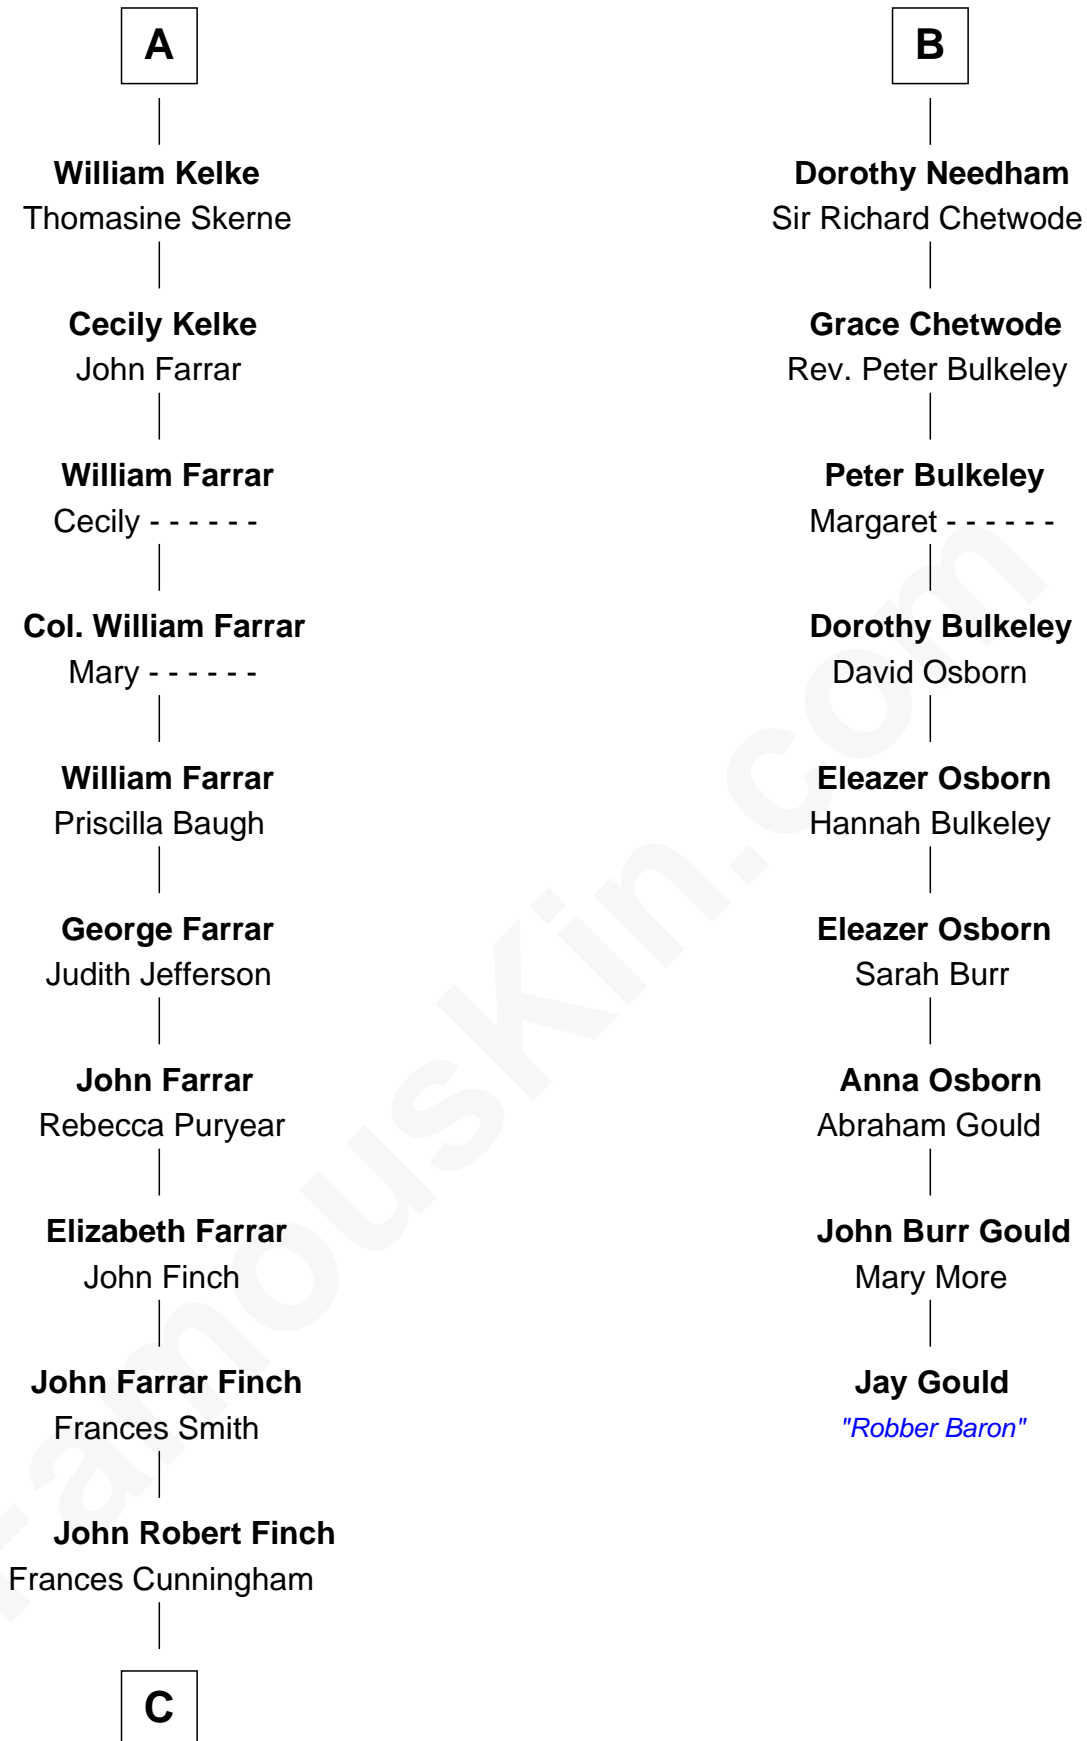 A
William Kelke
Thomasine Skerne
Cecily Kelke
John Farrar
William Farrar
Cecily - - - - - -
Col. William Farrar
Mary - - - - - -
William Farrar
Priscilla Baugh
George Farrar
Judith Jefferson
John Farrar
Rebecca Puryear
Elizabeth Farrar
John Finch
John Farrar Finch
Frances Smith
John Robert Finch
Frances Cunningham
C
B
Dorothy Needham
Sir Richard Chetwode
Grace Chetwode
Rev. Peter Bulkeley
Peter Bulkeley
Margaret - - - - - -
Dorothy Bulkeley
David Osborn
Eleazer Osborn
Hannah Bulkeley
Eleazer Osborn
Sarah Burr
Anna Osborn
Abraham Gould
John Burr Gould
Mary More
Jay Gould
"Robber Baron"
FamousKin.com